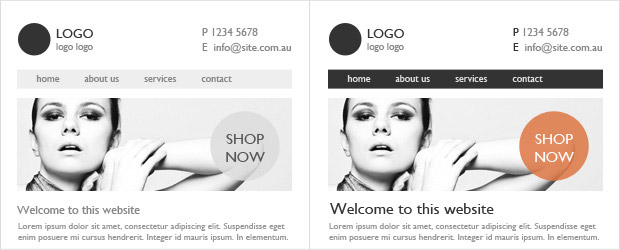 LOGO
logo logo
P 1234 5678
E info@site.com.au
home about us services contact
SHOP
NOW
Welcome to this website
Lorem ipsum dolor sit amet, consectetur adipiscing elit. Suspendisse eget
enim posuere mi cursus hendrerit. Integer id mauris ipsum. In elementum.
LOGO
logo logo
P 1234 5678
E info@site.com.au
home about us services contact
SHOP
NOW
Welcome to this website
Lorem ipsum dolor sit amet, consectetur adipiscing elit. Suspendisse eget
enim posuere mi cursus hendrerit. Integer id mauris ipsum. In elementum.